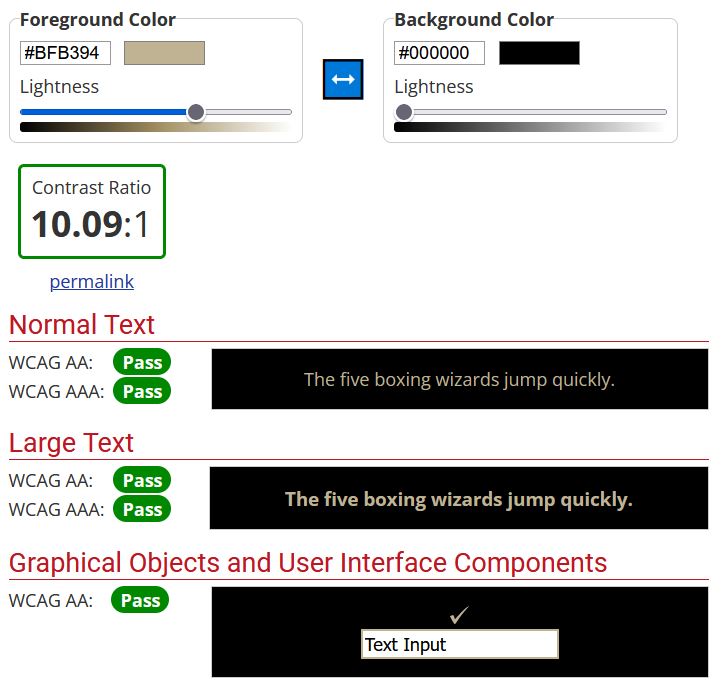 Foreground Color
#BFB394
Lightness
Background Color
#000000
Lightness
Contrast Ratio
10.09:1
permalink
Normal Text
WCAG AA: Pass
WCAG AAA: Pass
The five boxing wizards jump quickly.
Large Text
WCAG AA: Pass
WCAG AAA: Pass
The five boxing wizards jump quickly.
Graphical Objects and User Interface Components
WCAG AA: Pass
Text Input